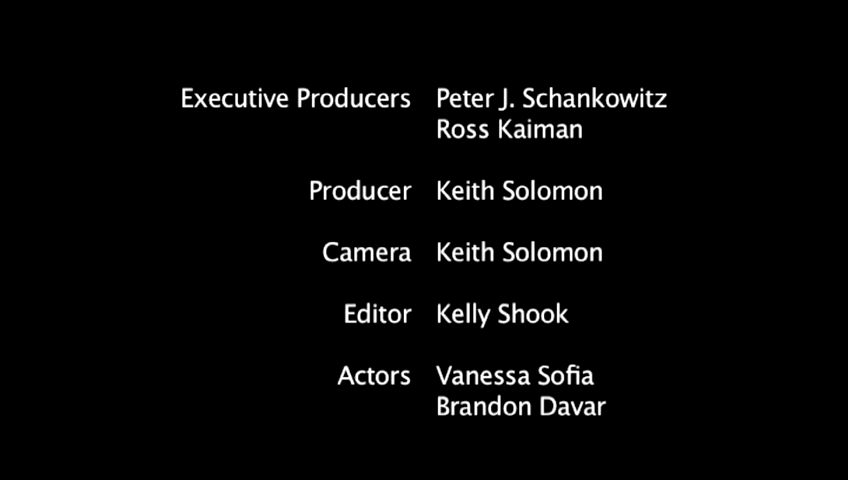 Executive Producers Peter J. Schankowitz
Ross Kaiman
Producer Keith Solomon
Camera Keith Solomon
Editor Kelly Shook
Actors Vanessa Sofia
Brandon Davar